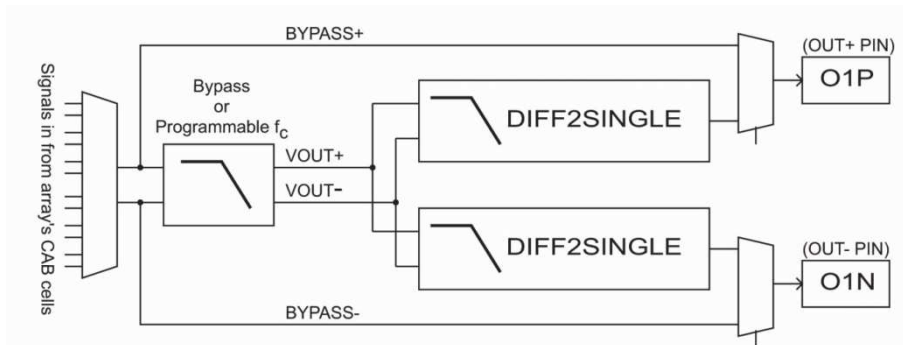 BYPASS+
(OUT+ PIN)
O1P
Signals in from array's CAB cells
Bypass
or
Programmable fc
DIFF2SINGLE
VOUT+
VOUT-
DIFF2SINGLE
(OUT- PIN)
O1N
BYPASS-